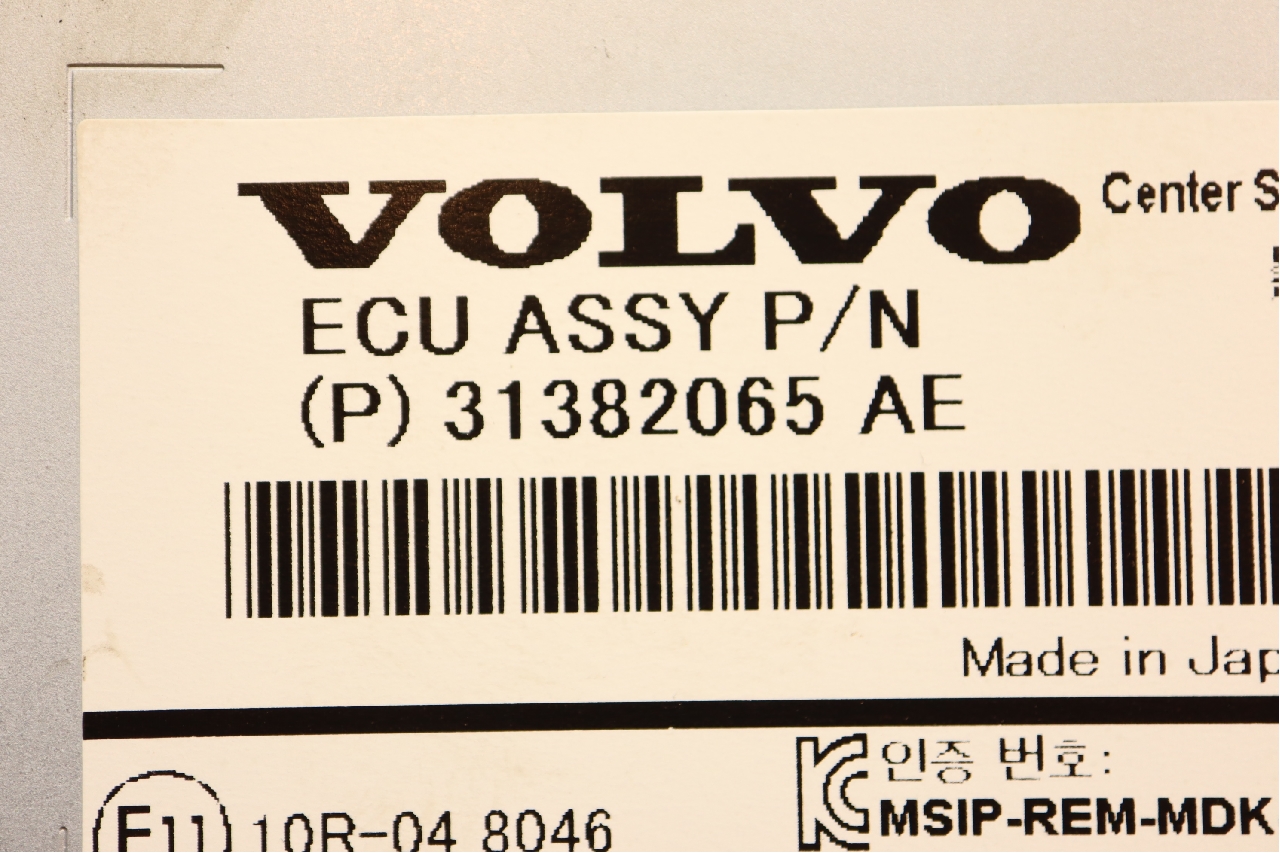 VOLVO Center S
ECU ASSY P/N
(P) 31382065 AE
Made in Jap
E11 10R-04 8046
인증 번호:
MSIP-REM-MDK